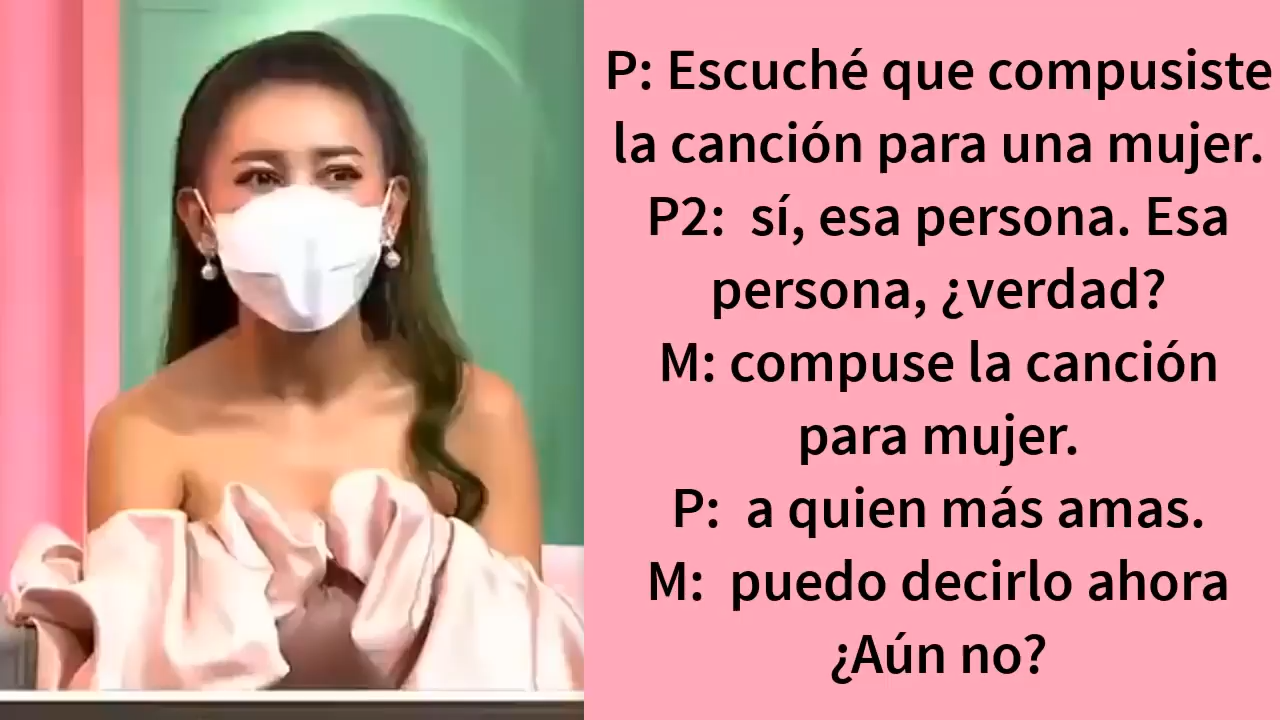 P: Escuché que compusiste
la canción para una mujer.
P2:  sí, esa persona. Esa
persona, ¿verdad?
M: compuse la canción
para mujer.
P:  a quien más amas.
M:  puedo decirlo ahora
¿Aún no?